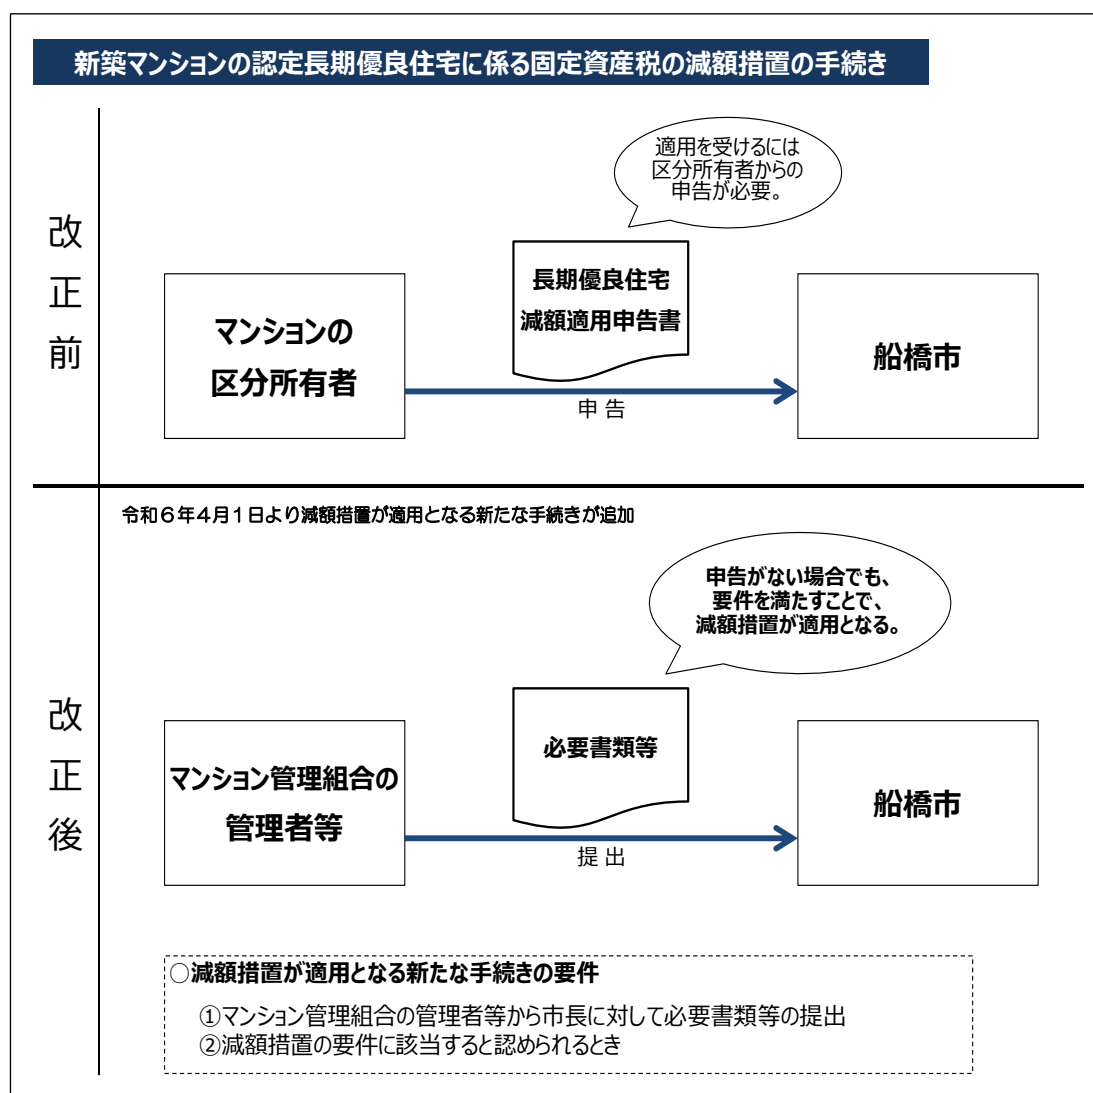 新築マンションの認定長期優良住宅に係る固定資産税の減額措置の手続き
改正前
適用を受けるには
区分所有者からの
申告が必要。
マンションの
区分所有者
長期優良住宅
減額適用申告書
申 告
船橋市
令和６年４月１日より減額措置が適用となる新たな手続きが追加
改正後
申告がない場合でも、
要件を満たすことで、
減額措置が適用となる。
マンション管理組合の
管理者等
必要書類等
提 出
船橋市
○減額措置が適用となる新たな手続きの要件
①マンション管理組合の管理者等から市長に対して必要書類等の提出
②減額措置の要件に該当すると認められるとき